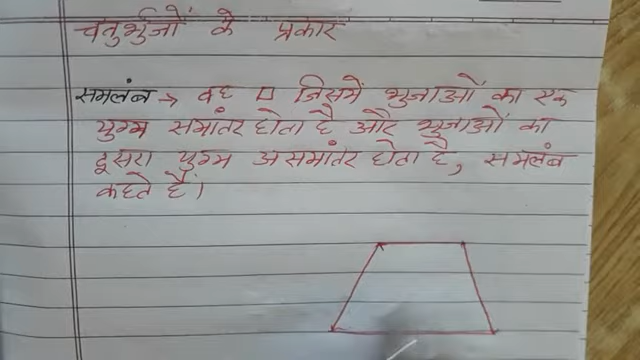 चतुर्भुजों के प्रकार
समलंब → वह □ जिसमें भुजाओं का एक
युग्म समांतर होता है और भुजाओं का
दूसरा युग्म असमांतर होता है, समलंब
कहते हैं।